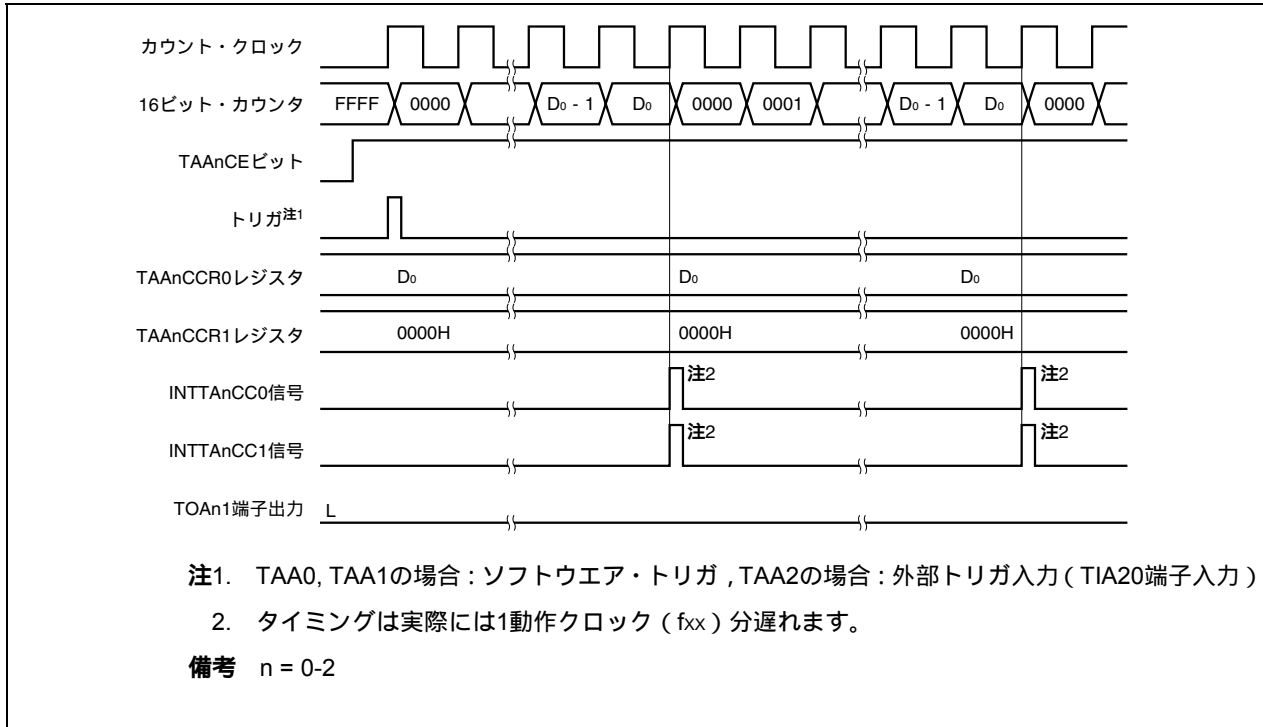 カウント・クロック
16ビット・カウンタ FFFF 0000 D0 - 1 D0 0000 0001 D0 - 1 D0 0000
TAAnCEビット
トリガ注1
TAAnCCR0レジスタ D0 D0 D0
TAAnCCR1レジスタ 0000H 0000H 0000H
INTTAnCC0信号 注2 注2
INTTAnCC1信号 注2 注2
TOAn1端子出力 L
注1. TAA0, TAA1の場合：ソフトウエア・トリガ，TAA2の場合：外部トリガ入力（TIA20端子入力）
2. タイミングは実際には1動作クロック（fxx）分遅れます。
備考 n = 0-2